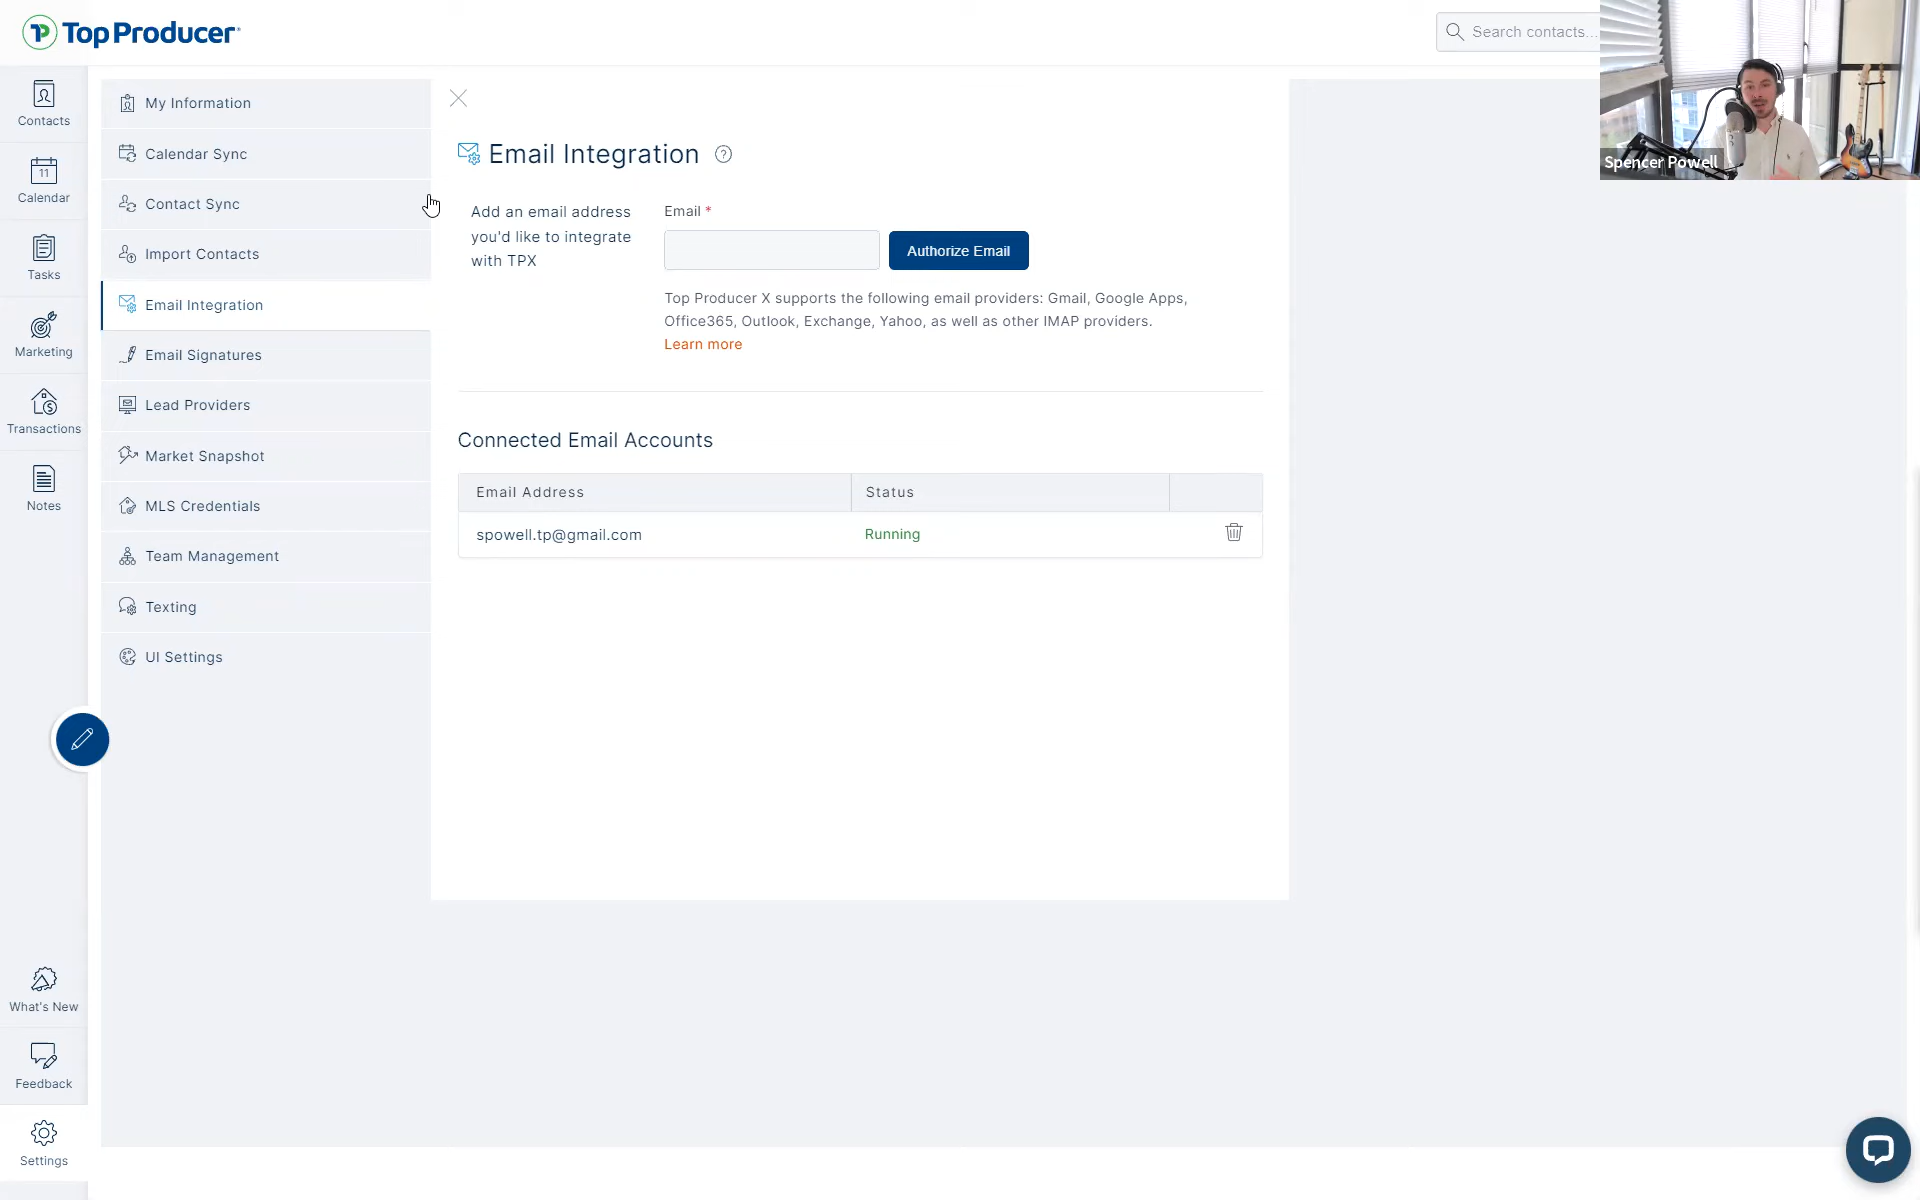 TP Top Producer
Search contacts...
Spencer Powell
Contacts
11
Calendar
Tasks
Marketing
Transactions
Notes
What's New
Feedback
Settings
My Information
Calendar Sync
Contact Sync
Import Contacts
Email Integration
Email Signatures
Lead Providers
Market Snapshot
MLS Credentials
Team Management
Texting
UI Settings
Email Integration ?
Add an email address
you'd like to integrate
with TPX
Email *
Authorize Email
Top Producer X supports the following email providers: Gmail, Google Apps,
Office365, Outlook, Exchange, Yahoo, as well as other IMAP providers.
Learn more
Connected Email Accounts
Email Address Status
spowell.tp@gmail.com Running